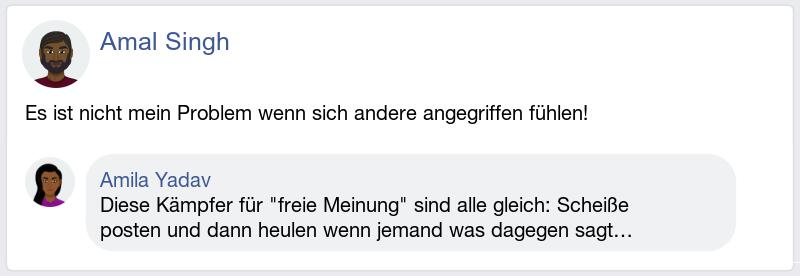 Amal Singh
Es ist nicht mein Problem wenn sich andere angegriffen fühlen!
Amila Yadav
Diese Kämpfer für "freie Meinung" sind alle gleich: Scheiße
posten und dann heulen wenn jemand was dagegen sagt...